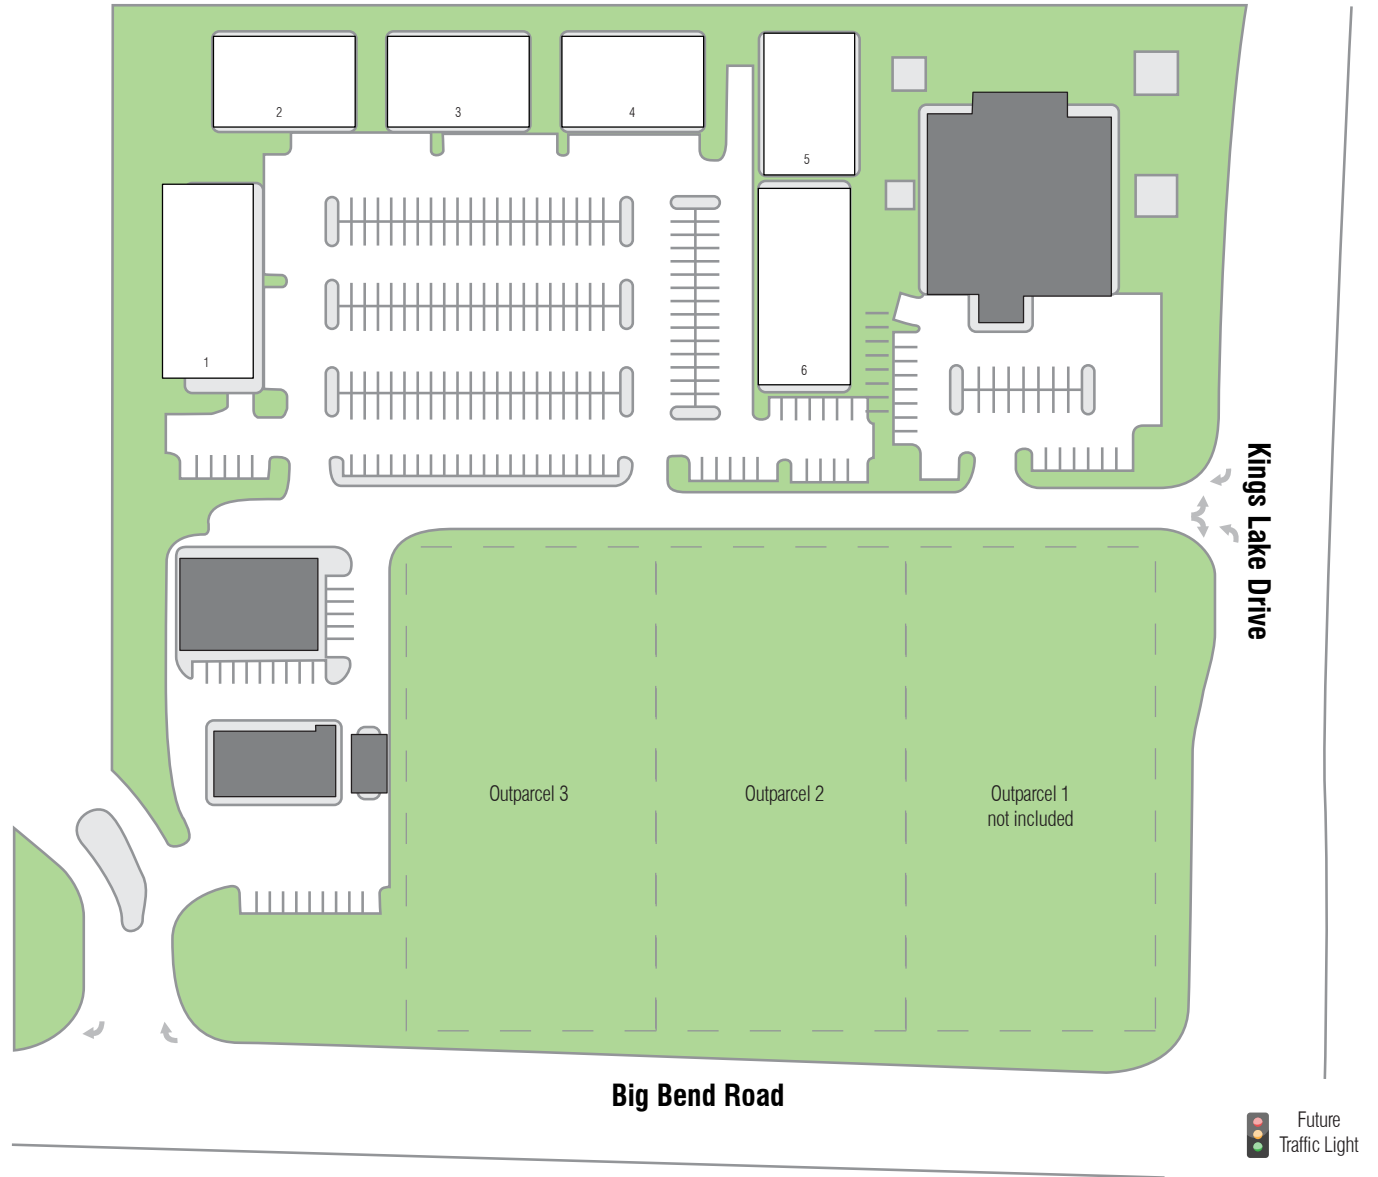 2
3
4
5
1
6
Kings Lake Drive
Outparcel 3
Outparcel 2
Outparcel 1
not included
Big Bend Road
Future
Traffic Light